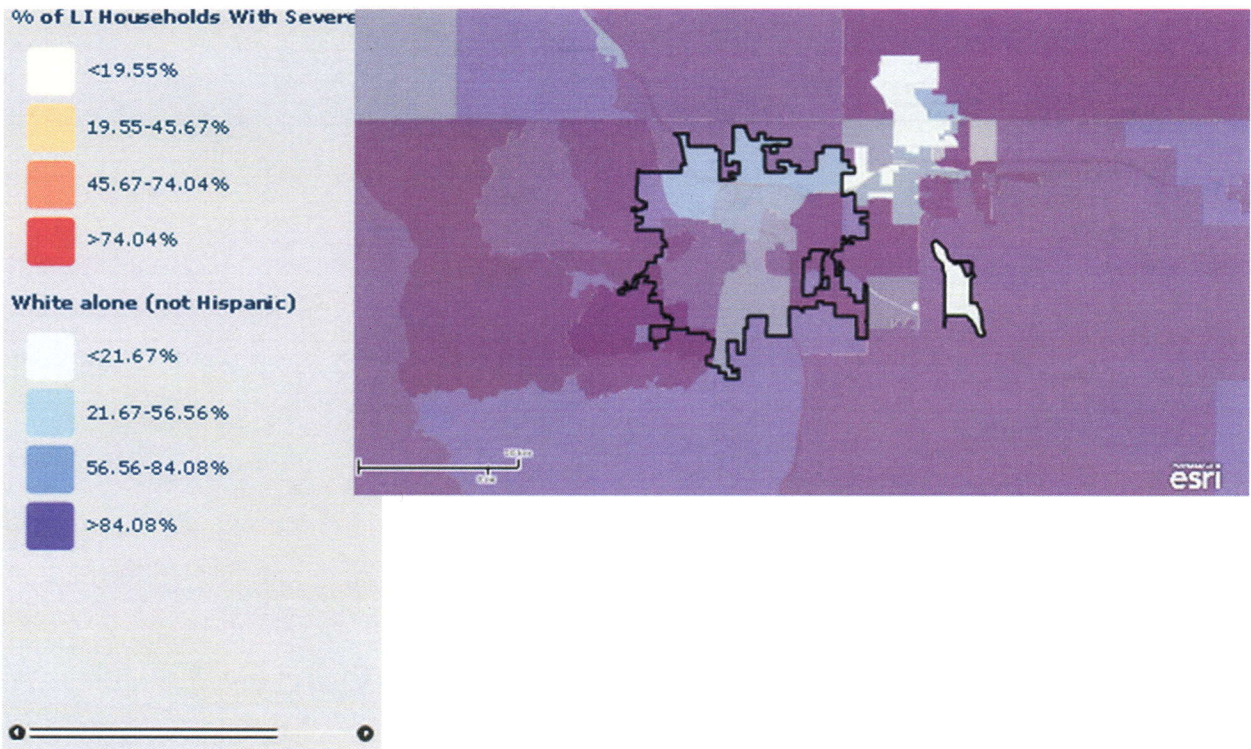 % of LI Households With Severe
<19.55%
19.55-45.67%
45.67-74.04%
>74.04%
White alone (not Hispanic)
<21.67%
21.67-56.56%
56.56-84.08%
>84.08%
esri